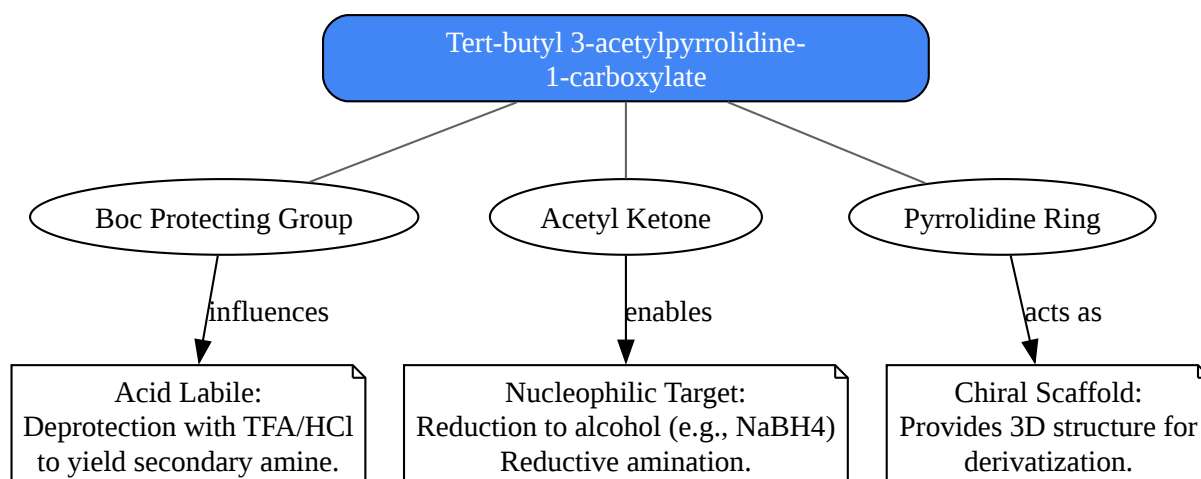 Tert-butyl 3-acetylpyrrolidine-
1-carboxylate
Boc Protecting Group
Acetyl Ketone
Pyrrolidine Ring
influences
enables
acts as
Acid Labile:
Deprotection with TFA/HCl
to yield secondary amine.
Nucleophilic Target:
Reduction to alcohol (e.g., NaBH4)
Reductive amination.
Chiral Scaffold:
Provides 3D structure for
derivatization.